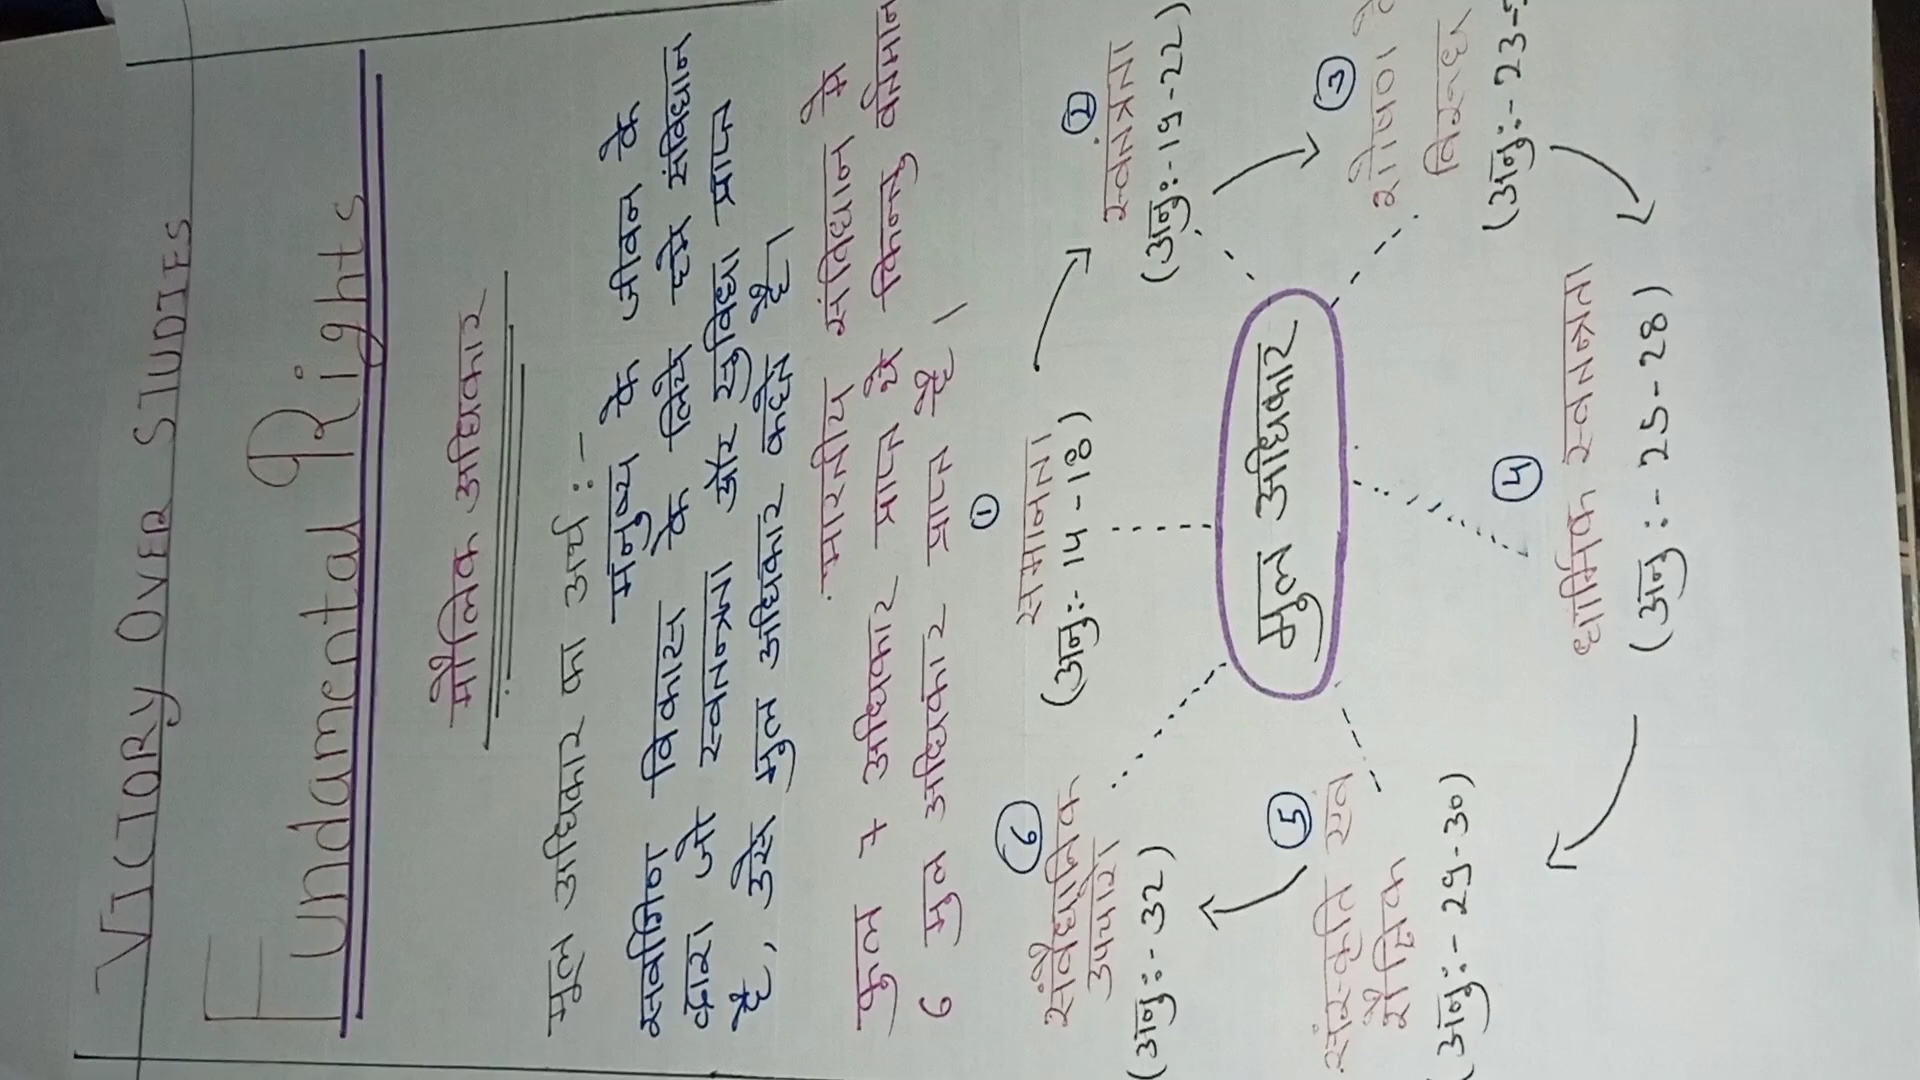 VICTORY OVER STUDIES
Fundamental Rights
मौलिक अधिकार
मुल अधिकार का अर्थ :-
मनुष्य के जीवन के
सर्वागिण विकास के लिये हमे संविधान
द्वारा जो स्वतन्त्रता और सुविधा प्राप्त
है, उसे मुल अधिकार कहते है।
भारतीय संविधान मे
कुल 7 अधिकार प्राप्त थे किन्तु वर्तमान
6 मुल अधिकार प्राप्त है।
①
समानता
(अनु:- 14-18)
②
स्वतंत्रता
(अनु:-19-22)
③
शोषण के
विरुद्ध
(अनु:-23-
④
धार्मिक स्वतन्त्रता
(अनु :- 25-28)
⑤
संस्कृति एव
शैक्षिक
(अनु:-29-30)
⑥
संवैधानिक
उपचारो
(अनु:-32)
मुल अधिकार